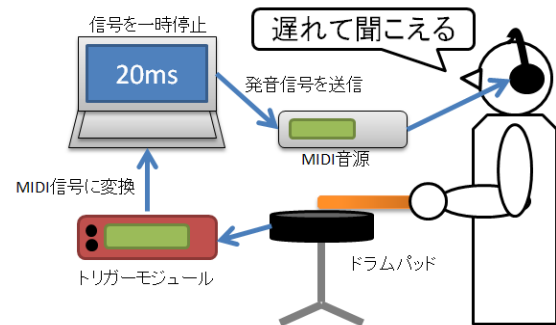 信号を一時停止
遅れて聞こえる
20ms
発音信号を送信
MIDI音源
MIDI信号に変換
ドラムパッド
トリガーモジュール